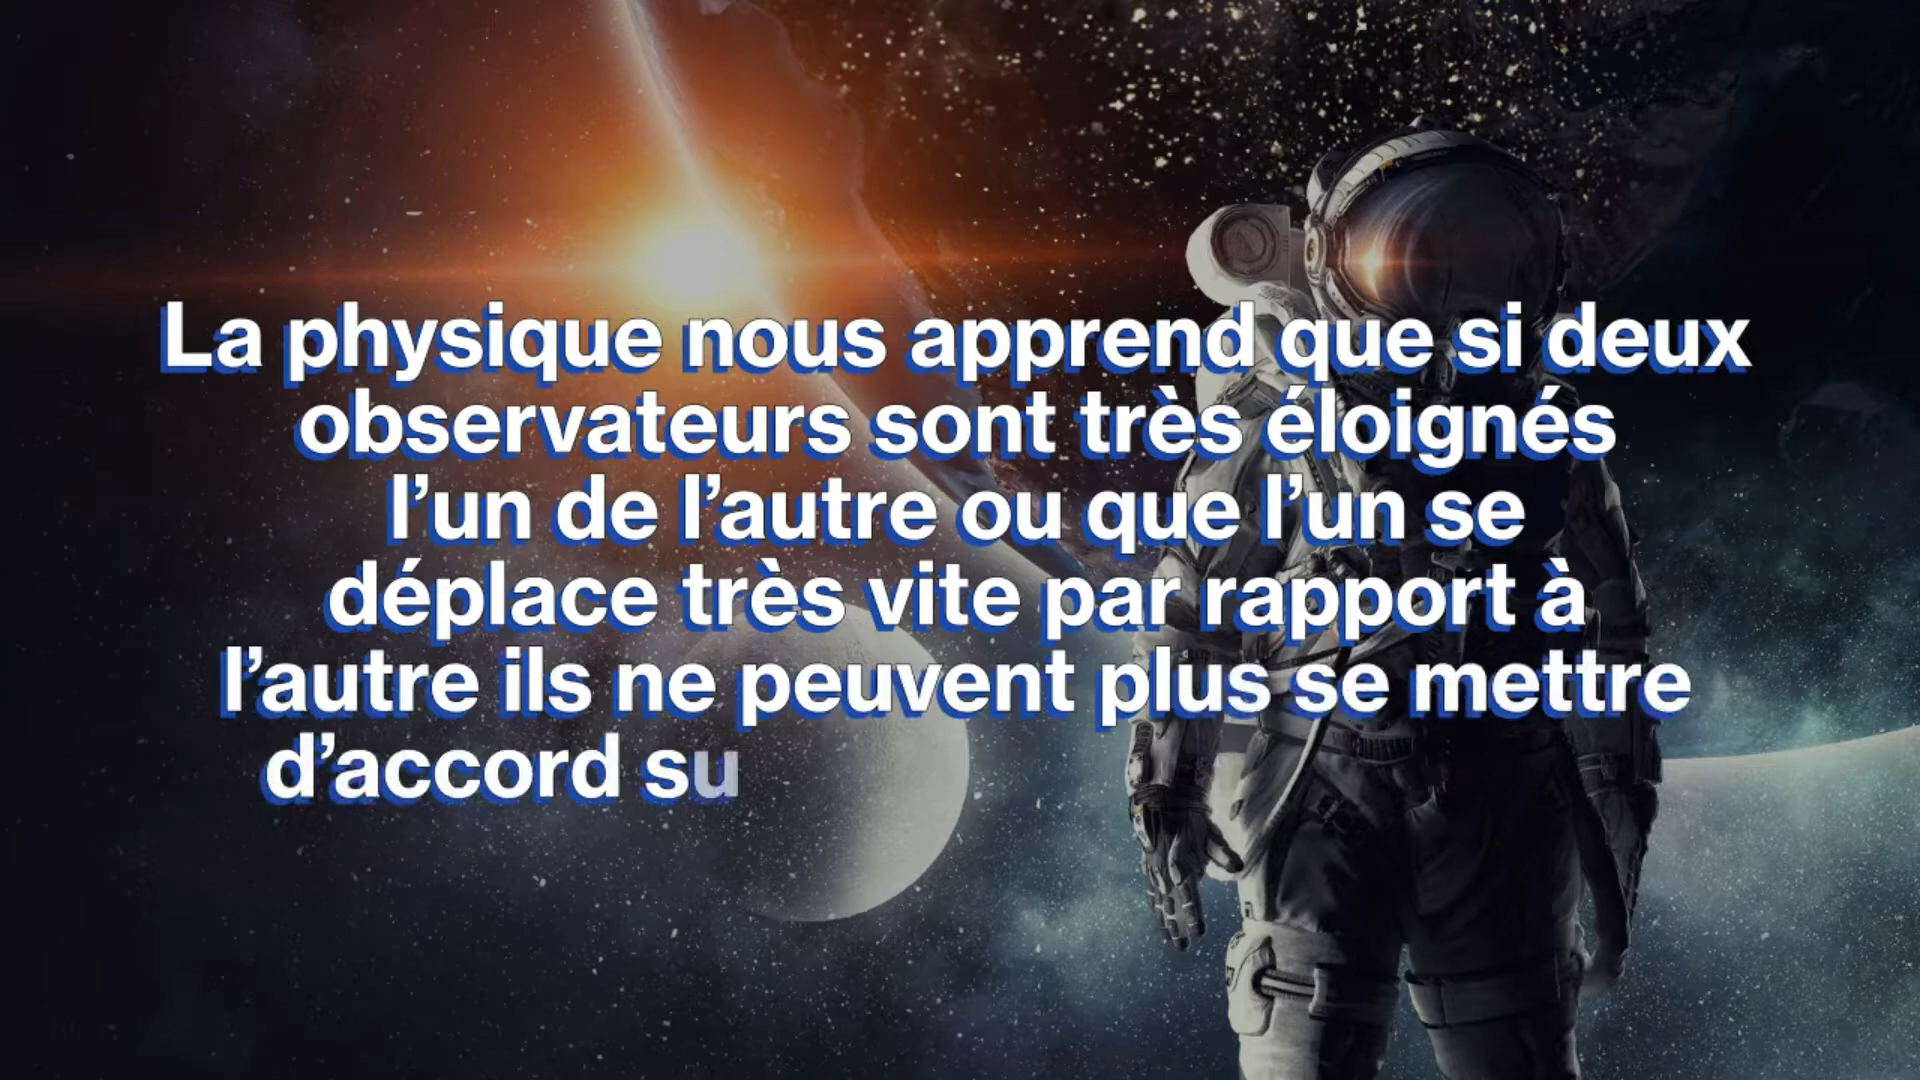 La physique nous apprend que si deux
observateurs sont très éloignés
l’un de l’autre ou que l’un se
déplace très vite par rapport à
l’autre ils ne peuvent plus se mettre
d’accord su